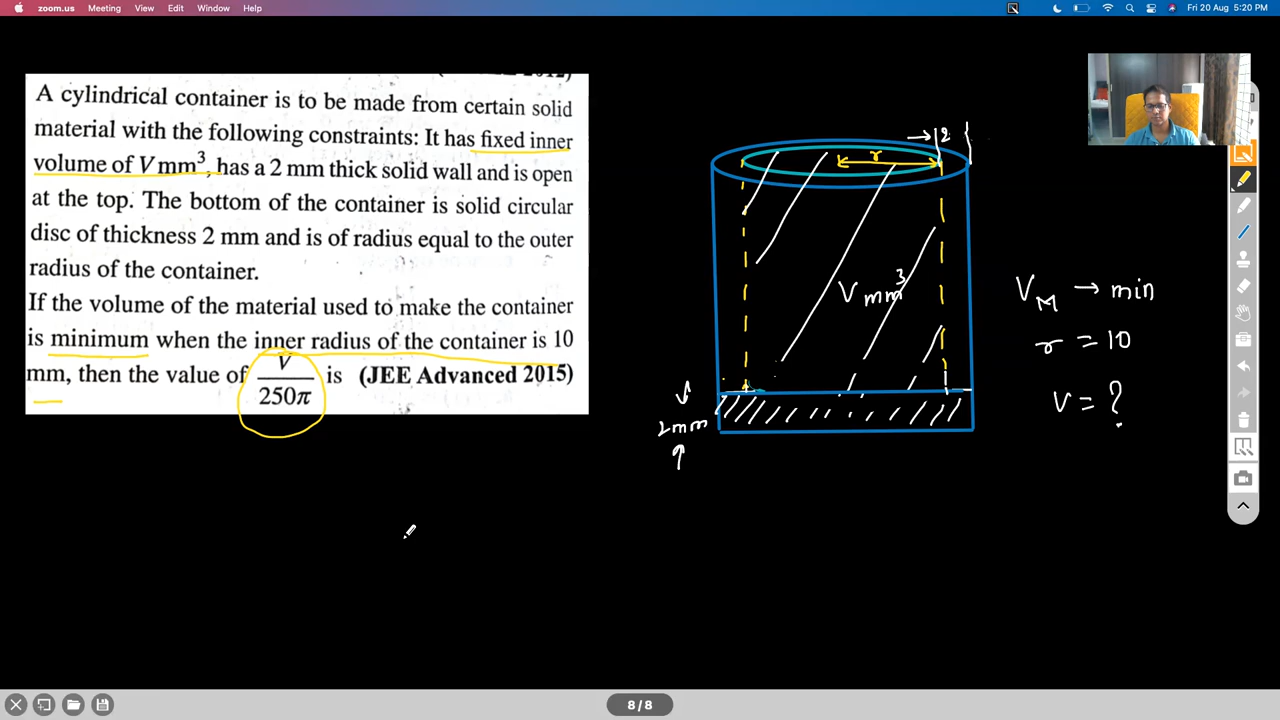 zoom.us Meeting View Edit Window Help
Fri 20 Aug 5:20 PM
A cylindrical container is to be made from certain solid
material with the following constraints: It has fixed inner
volume of V mm³, has a 2 mm thick solid wall and is open
at the top. The bottom of the container is solid circular
disc of thickness 2 mm and is of radius equal to the outer
radius of the container.
If the volume of the material used to make the container
is minimum when the inner radius of the container is 10
mm, then the value of V/250π is (JEE Advanced 2015)
→|2|
r
V mm³
2mm
V_M → min
r = 10
V = ?
8 / 8